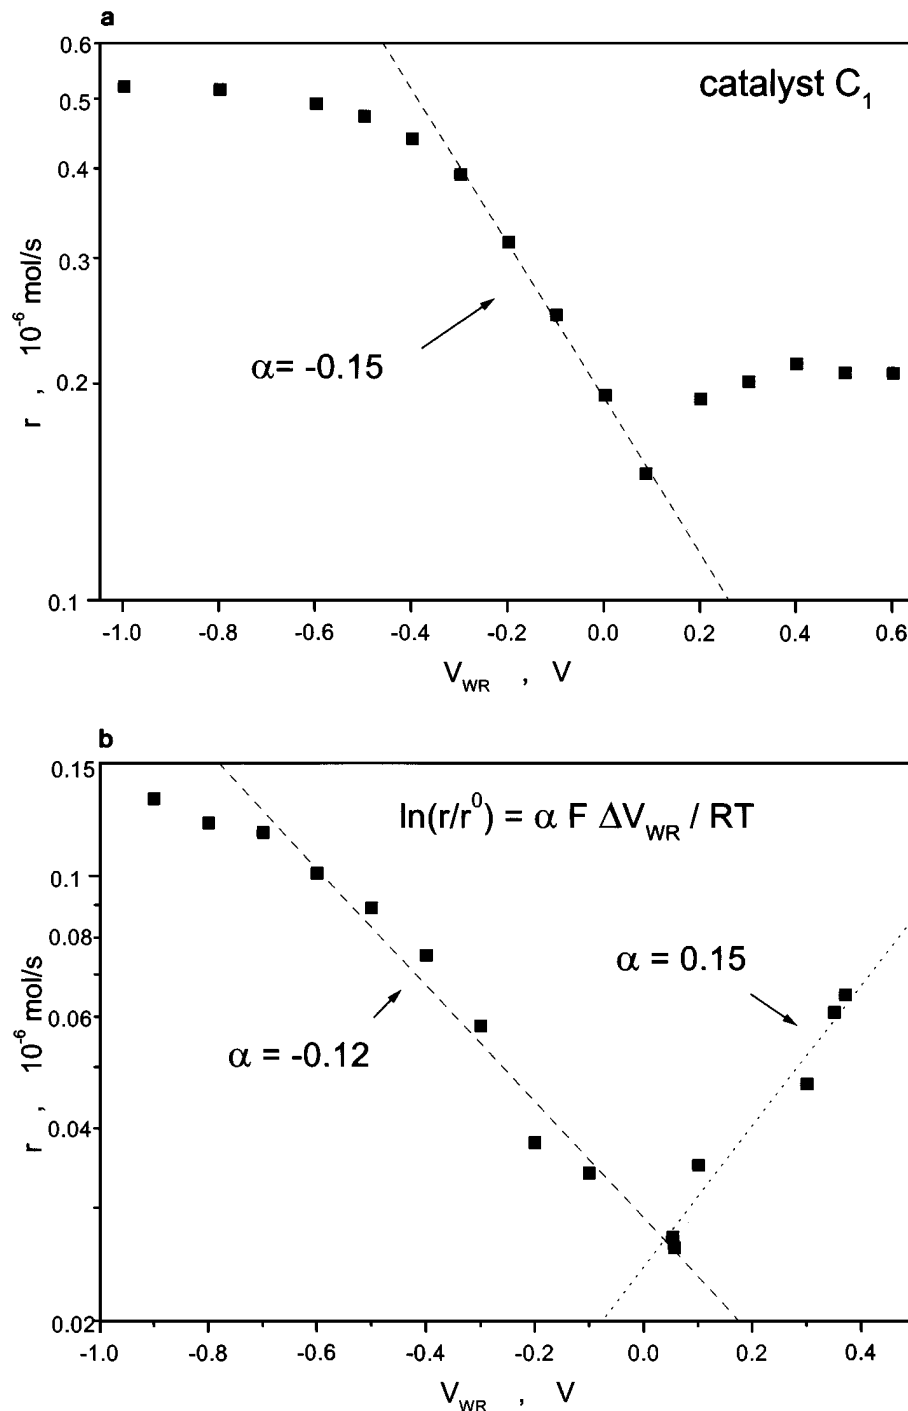 a
catalyst C₁
0.6
0.5
0.4
0.3
0.2
0.1
r , 10⁻⁶ mol/s
α= -0.15
-1.0 -0.8 -0.6 -0.4 -0.2 0.0 0.2 0.4 0.6
V_WR , V
b
ln(r/r⁰) = α F ΔV_WR / RT
0.15
0.1
0.08
0.06
0.04
0.02
r , 10⁻⁶ mol/s
α = 0.15
α = -0.12
-1.0 -0.8 -0.6 -0.4 -0.2 0.0 0.2 0.4
V_WR , V